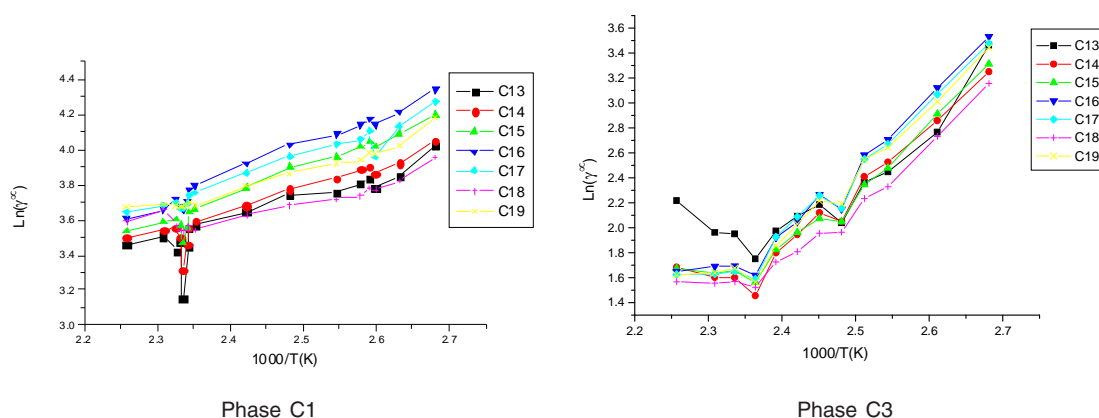 Ln(γ∞)
4.4
4.2
4.0
3.8
3.6
3.4
3.2
3.0
2.2
2.3
2.4
2.5
2.6
2.7
1000/T(K)
C13
C14
C15
C16
C17
C18
C19
Phase C1
Ln(γ∞)
3.6
3.4
3.2
3.0
2.8
2.6
2.4
2.2
2.0
1.8
1.6
1.4
2.2
2.3
2.4
2.5
2.6
2.7
1000/T(K)
C13
C14
C15
C16
C17
C18
C19
Phase C3